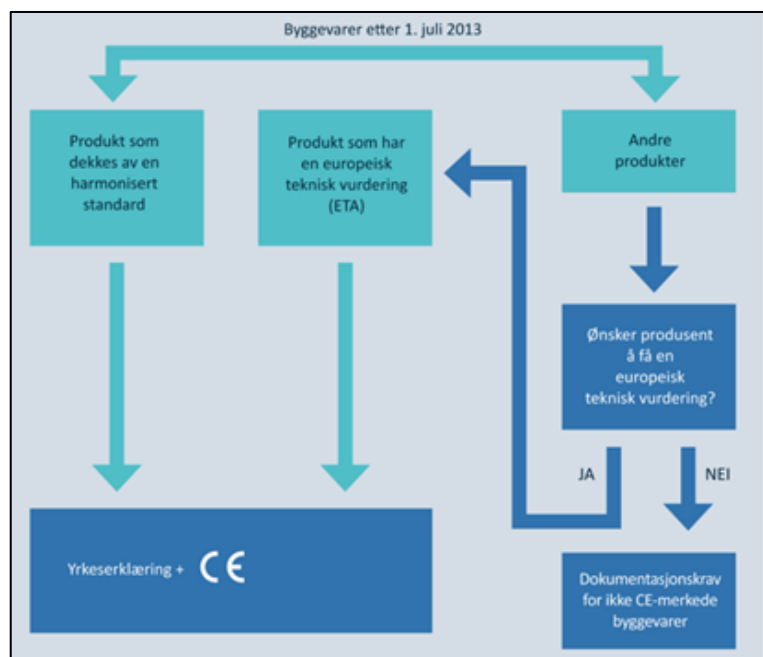 Byggevarer etter 1. juli 2013
Produkt som
dekkes av en
harmonisert
standard
Produkt som har
en europeisk
teknisk vurdering
(ETA)
Andre
produkter
Ønsker produsent
å få en
europeisk
teknisk vurdering?
JA
NEI
Yrkeserklæring + CE
Dokumentasjonskrav
for ikke CE-merkede
byggevarer